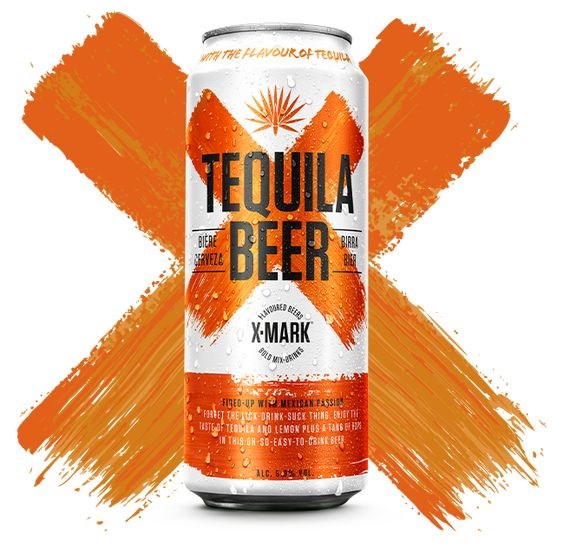 WITH THE FLAVOUR OF TEQUILA
TEQUILA
BIÈRE
CERVEZA
BEER
BIRRA
BIER
FLAVOURED BEERS
X·MARK
BOLD MIX-DRINKS
FIRED-UP WITH MEXICAN PASSION
FORGET THE LICK-DRINK-SUCK THING, ENJOY THE
TASTE OF TEQUILA AND LEMON PLUS A TANG OF HOPS
IN THIS OH-SO-EASY-TO-DRINK BEER.
ALC. 5,9% VOL.